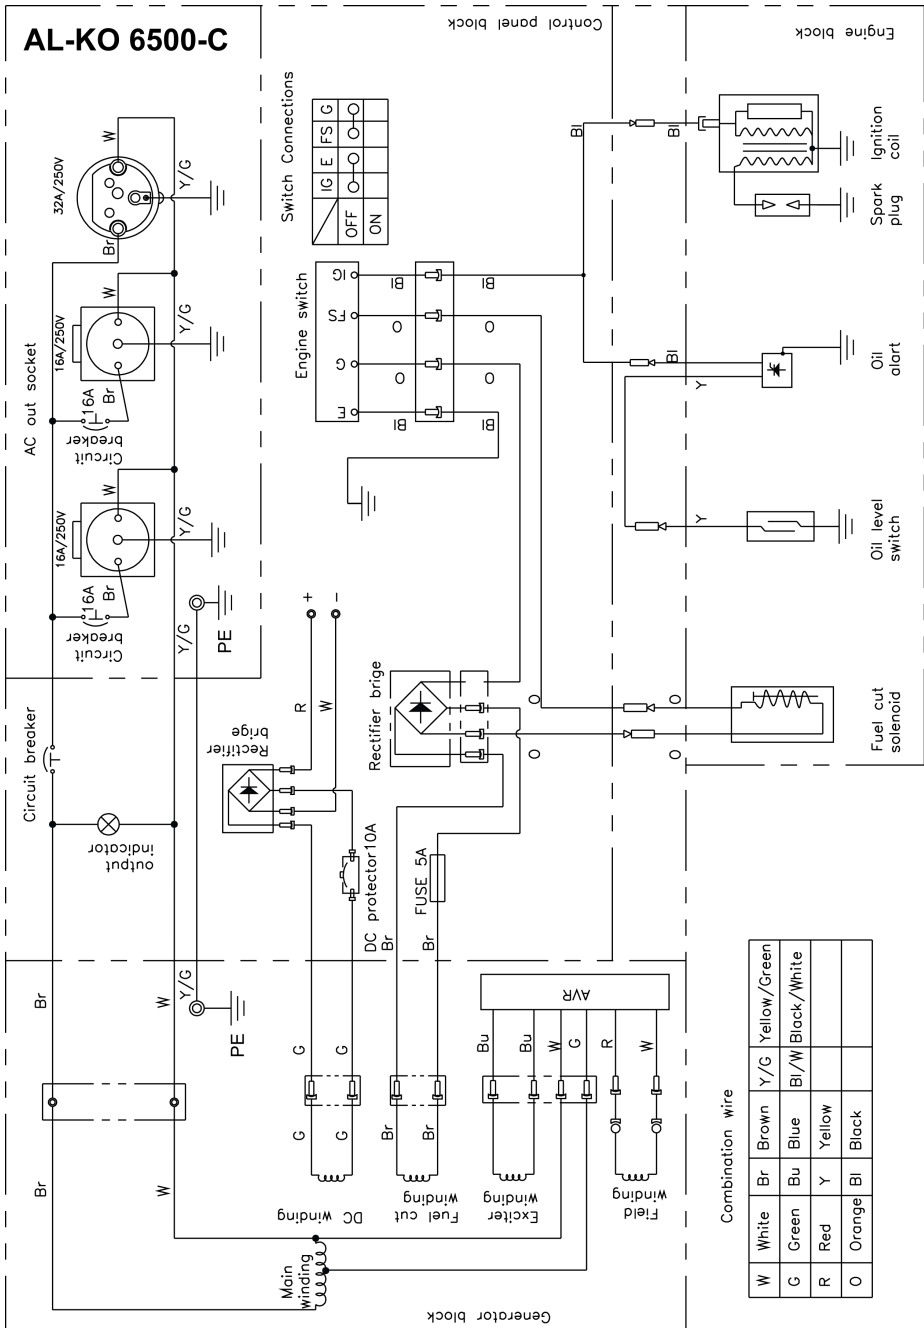 AL-KO 6500-C
Control panel block
Engine block
32A/250V
W
Y/G
Br
AC out socket
16A/250V
W
Y/G
Br
16A
Circuit
breaker
16A/250V
W
Y/G
Br
16A
Circuit
breaker
Y/G
PE
Switch Connections
IG
E
FS
G
OFF
ON
Engine switch
IG
FS
G
E
Bl
O
O
Bl
Bl
O
O
Bl
Bl
Bl
Ignition
coil
Spark
plug
Bl
Y
Oil
alart
Y
Oil level
switch
Circuit breaker
output
indicator
Rectifier
brige
R
W
+
-
Rectifier brige
O
O
O
O
Fuel cut
solenoid
DC protector10A
Br
FUSE 5A
Br
Br
W
Y/G
PE
G
G
AVR
Bu
Bu
W
G
R
W
Br
W
G
G
Br
Br
DC winding
Fuel cut
winding
Exciter
winding
Field
winding
Main
winding
Generator block
Combination wire
W White Br Brown Y/G Yellow/Green
G Green Bu Blue Bl/W Black/White
R Red Y Yellow
O Orange Bl Black